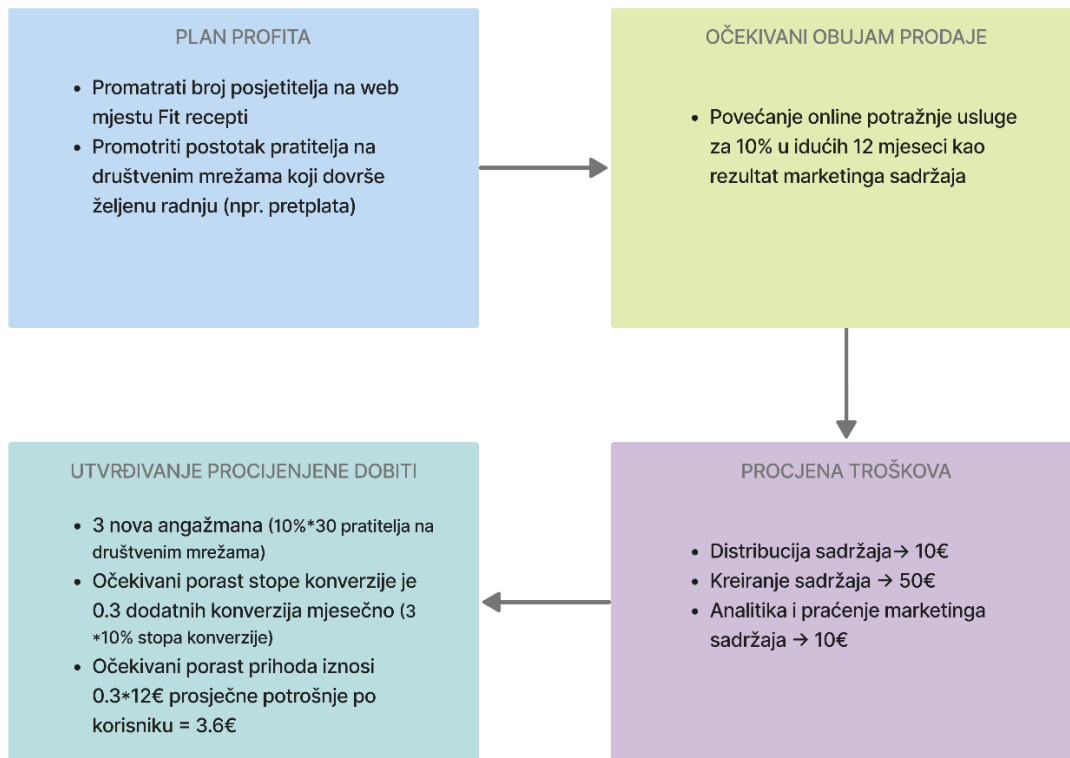 PLAN PROFITA
• Promatrati broj posjetitelja na web
mjestu Fit recepti
• Promotriti postotak pratitelja na
društvenim mrežama koji dovrše
željenu radnju (npr. pretplata)
OČEKIVANI OBUJAM PRODAJE
• Povećanje online potražnje usluge
za 10% u idućih 12 mjeseci kao
rezultat marketinga sadržaja
PROCJENA TROŠKOVA
• Distribucija sadržaja→ 10€
• Kreiranje sadržaja → 50€
• Analitika i praćenje marketinga
sadržaja → 10€
UTVRĐIVANJE PROCIJENJENE DOBITI
• 3 nova angažmana (10%*30 pratitelja na
društvenim mrežama)
• Očekivani porast stope konverzije je
0.3 dodatnih konverzija mjesečno (3
*10% stopa konverzije)
• Očekivani porast prihoda iznosi
0.3*12€ prosječne potrošnje po
korisniku = 3.6€